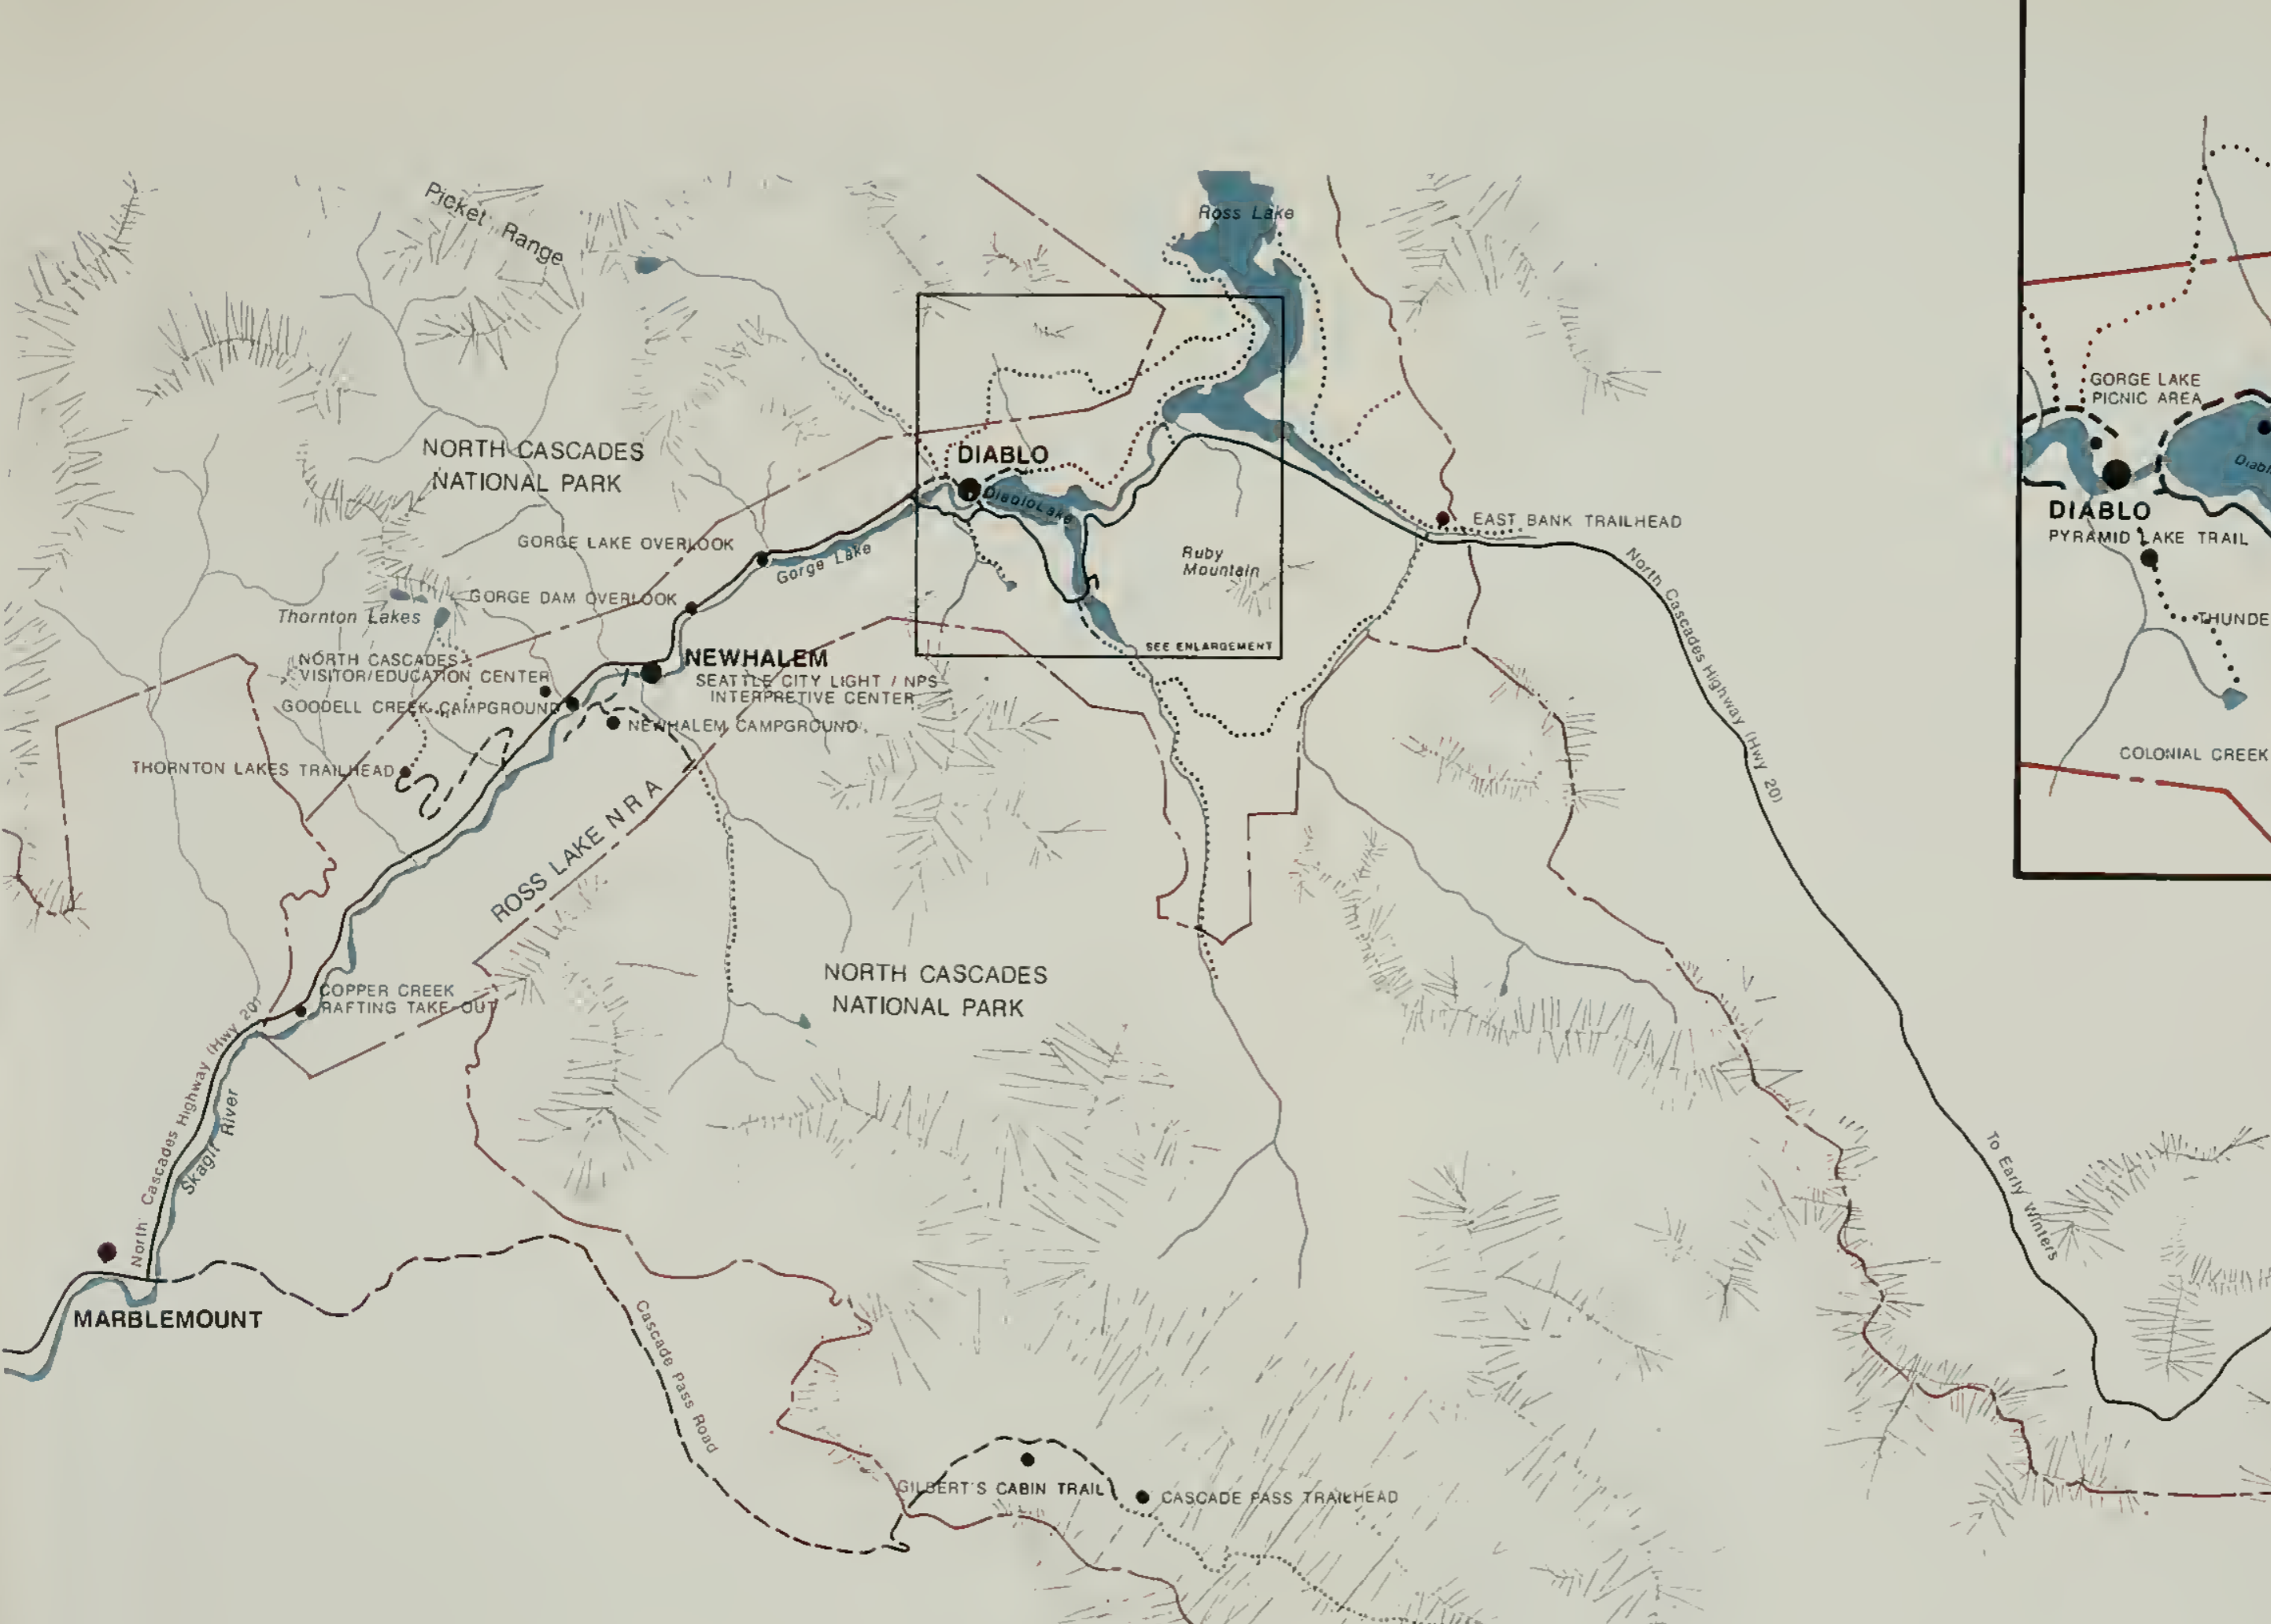 Picket Range
Ross Lake
NORTH CASCADES
NATIONAL PARK
DIABLO
Diablo Lake
GORGE LAKE OVERLOOK
Gorge Lake
EAST BANK TRAILHEAD
Ruby
Mountain
SEE ENLARGEMENT
GORGE DAM OVERLOOK
Thornton Lakes
NORTH CASCADES
VISITOR/EDUCATION CENTER
GOODELL CREEK CAMPGROUND
NEWHALEM
SEATTLE CITY LIGHT / NPS
INTERPRETIVE CENTER
NEWHALEM CAMPGROUND
THORNTON LAKES TRAILHEAD
ROSS LAKE N R A
North Cascades Highway (Hwy 20)
NORTH CASCADES
NATIONAL PARK
COPPER CREEK
RAFTING TAKE-OUT
North Cascades Highway (Hwy 20)
Skagit River
To Early Winters
MARBLEMOUNT
Cascade Pass Road
GILBERT'S CABIN TRAIL
CASCADE PASS TRAILHEAD
GORGE LAKE
PICNIC AREA
Diabl
DIABLO
PYRAMID LAKE TRAIL
THUNDE
COLONIAL CREEK